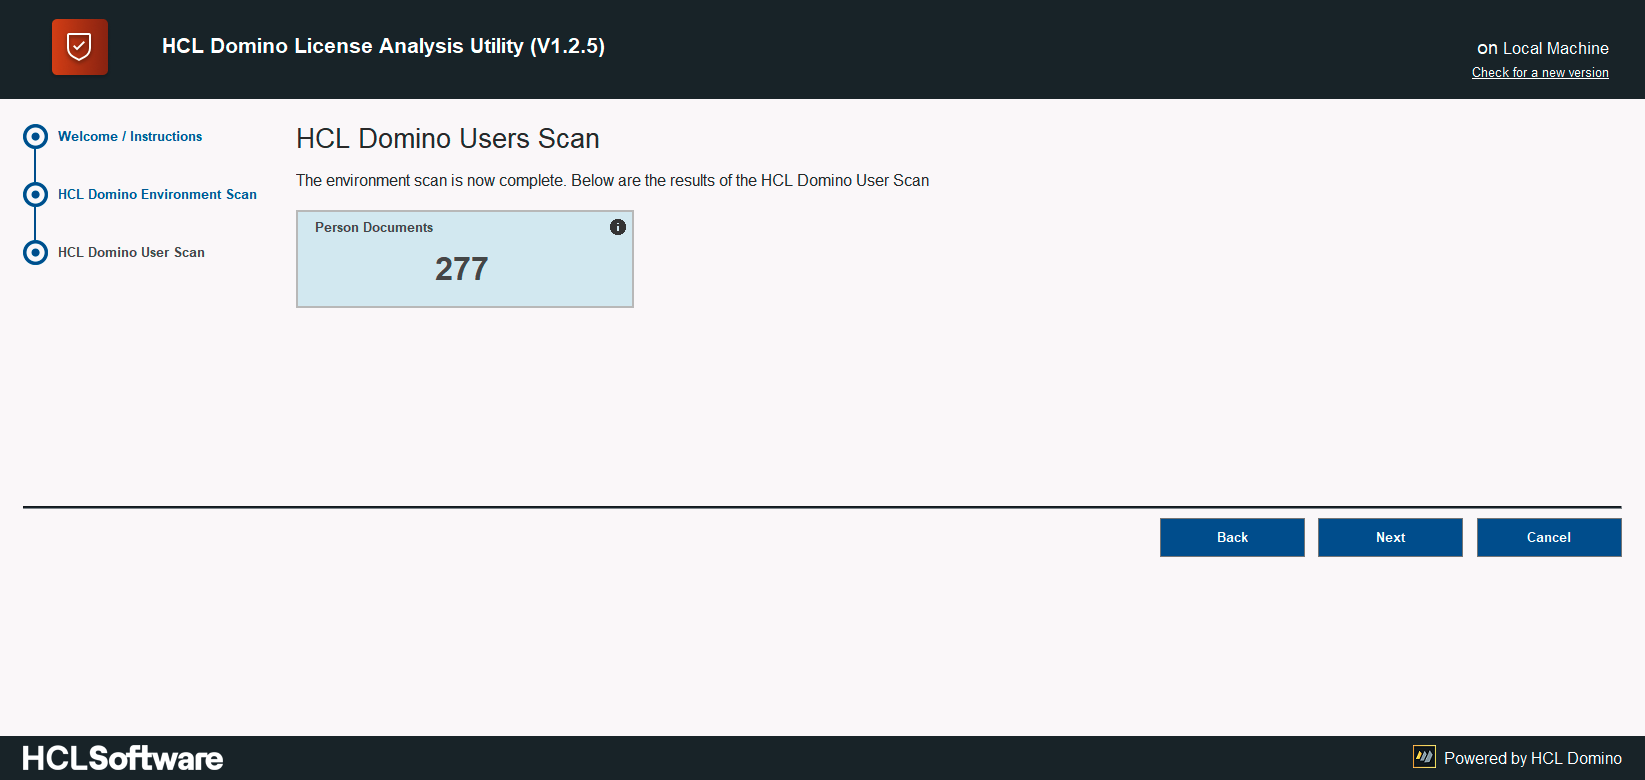 HCL Domino License Analysis Utility (V1.2.5)
on Local Machine
Check for a new version
Welcome / Instructions
HCL Domino Environment Scan
HCL Domino User Scan
HCL Domino Users Scan
The environment scan is now complete. Below are the results of the HCL Domino User Scan
Person Documents
277
Back
Next
Cancel
HCLSoftware
Powered by HCL Domino